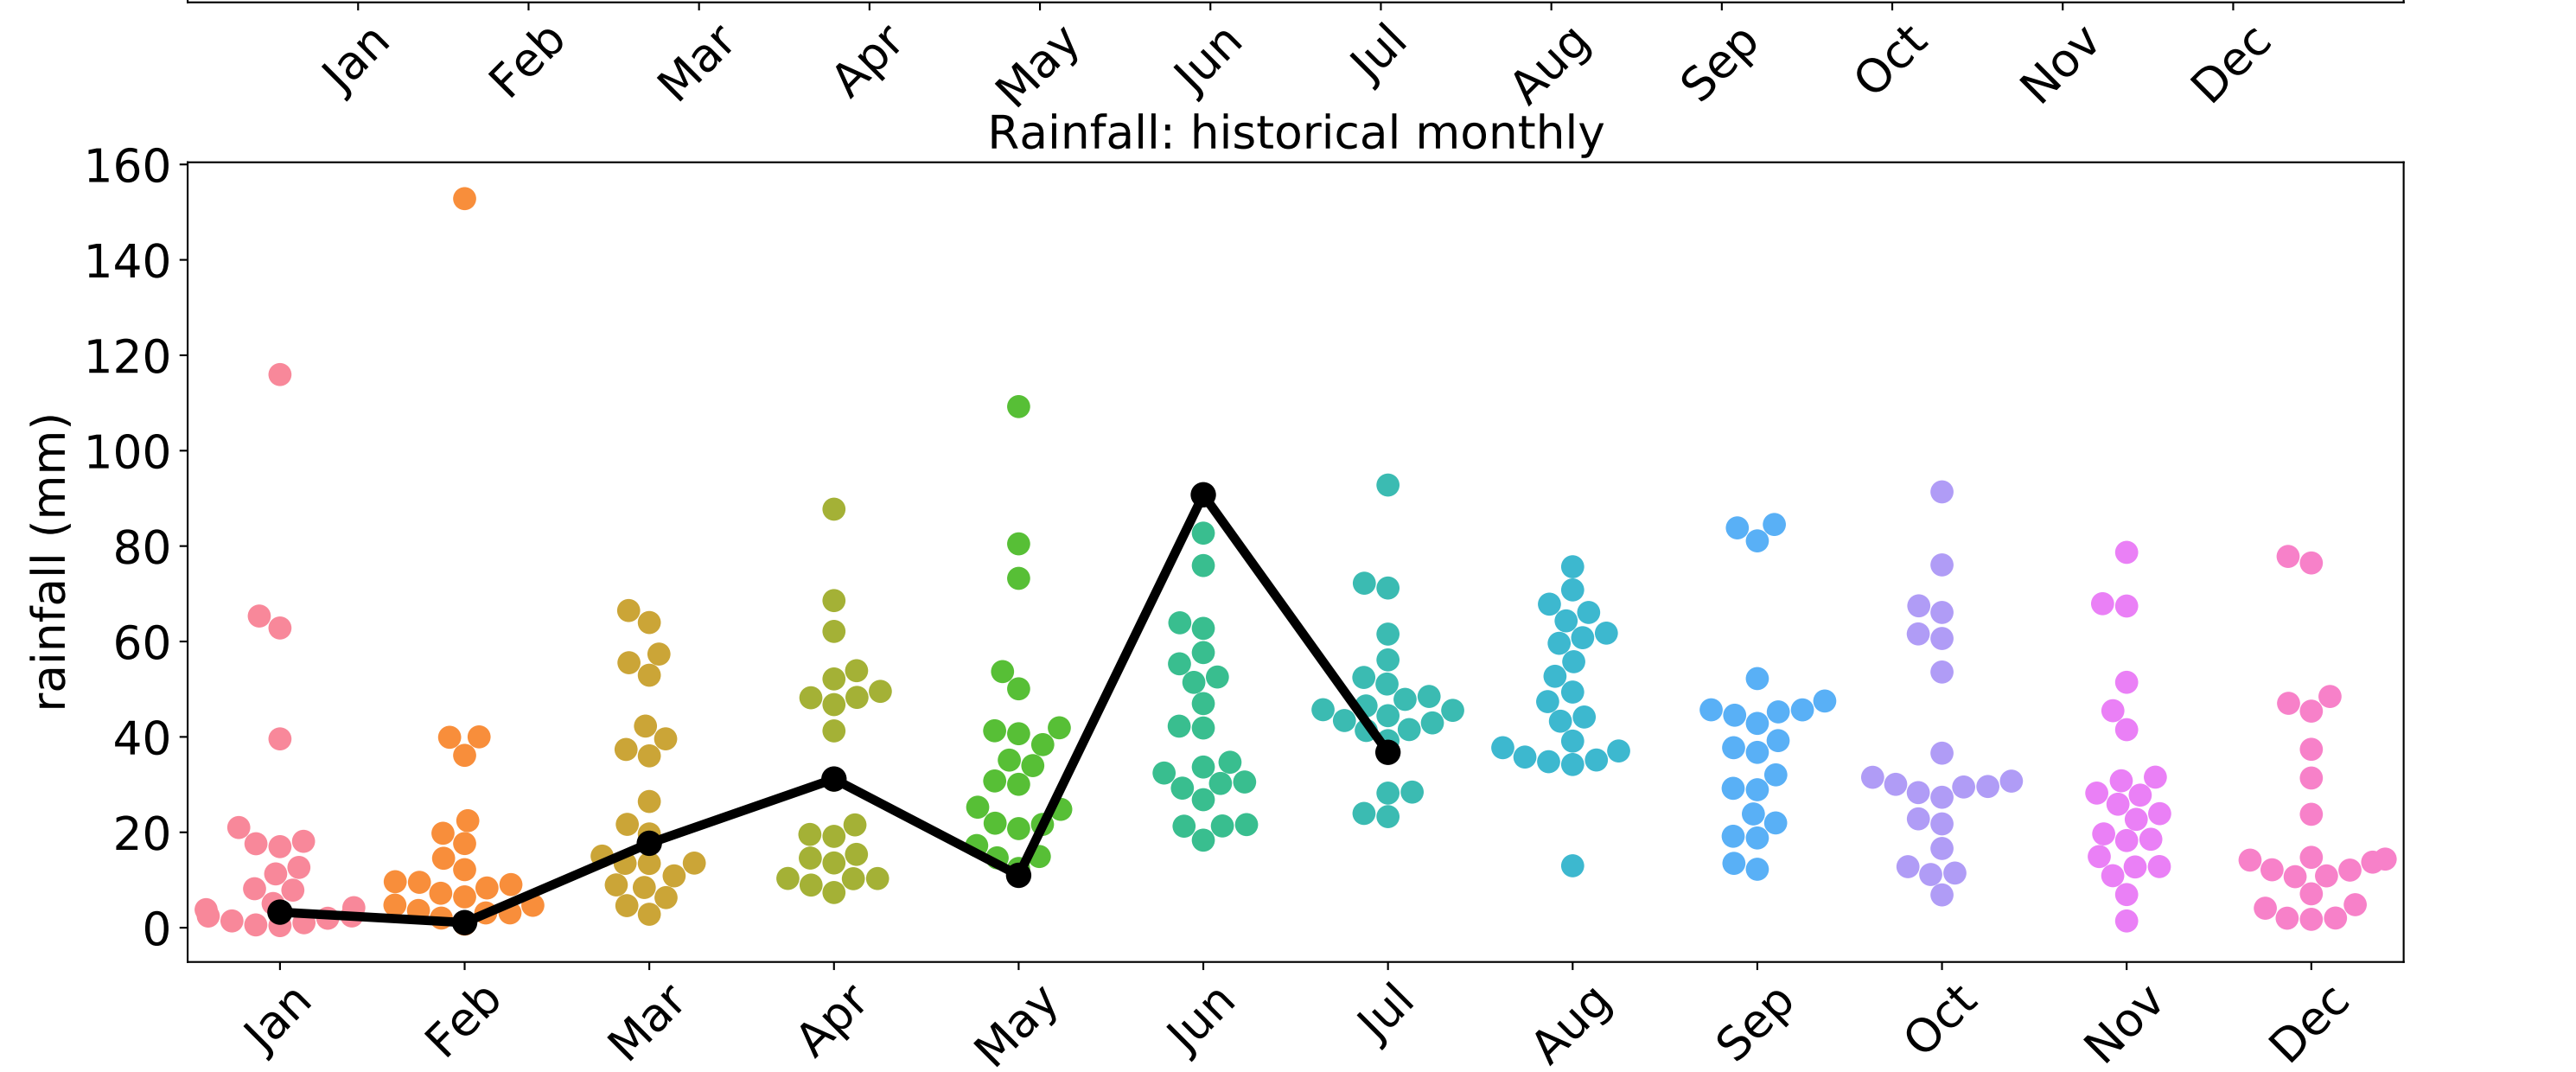 Jan Feb Mar Apr May Jun Jul Aug Sep Oct Nov Dec
Rainfall: historical monthly
160
140
120
100
80
60
40
20
0
rainfall (mm)
Jan Feb Mar Apr May Jun Jul Aug Sep Oct Nov Dec